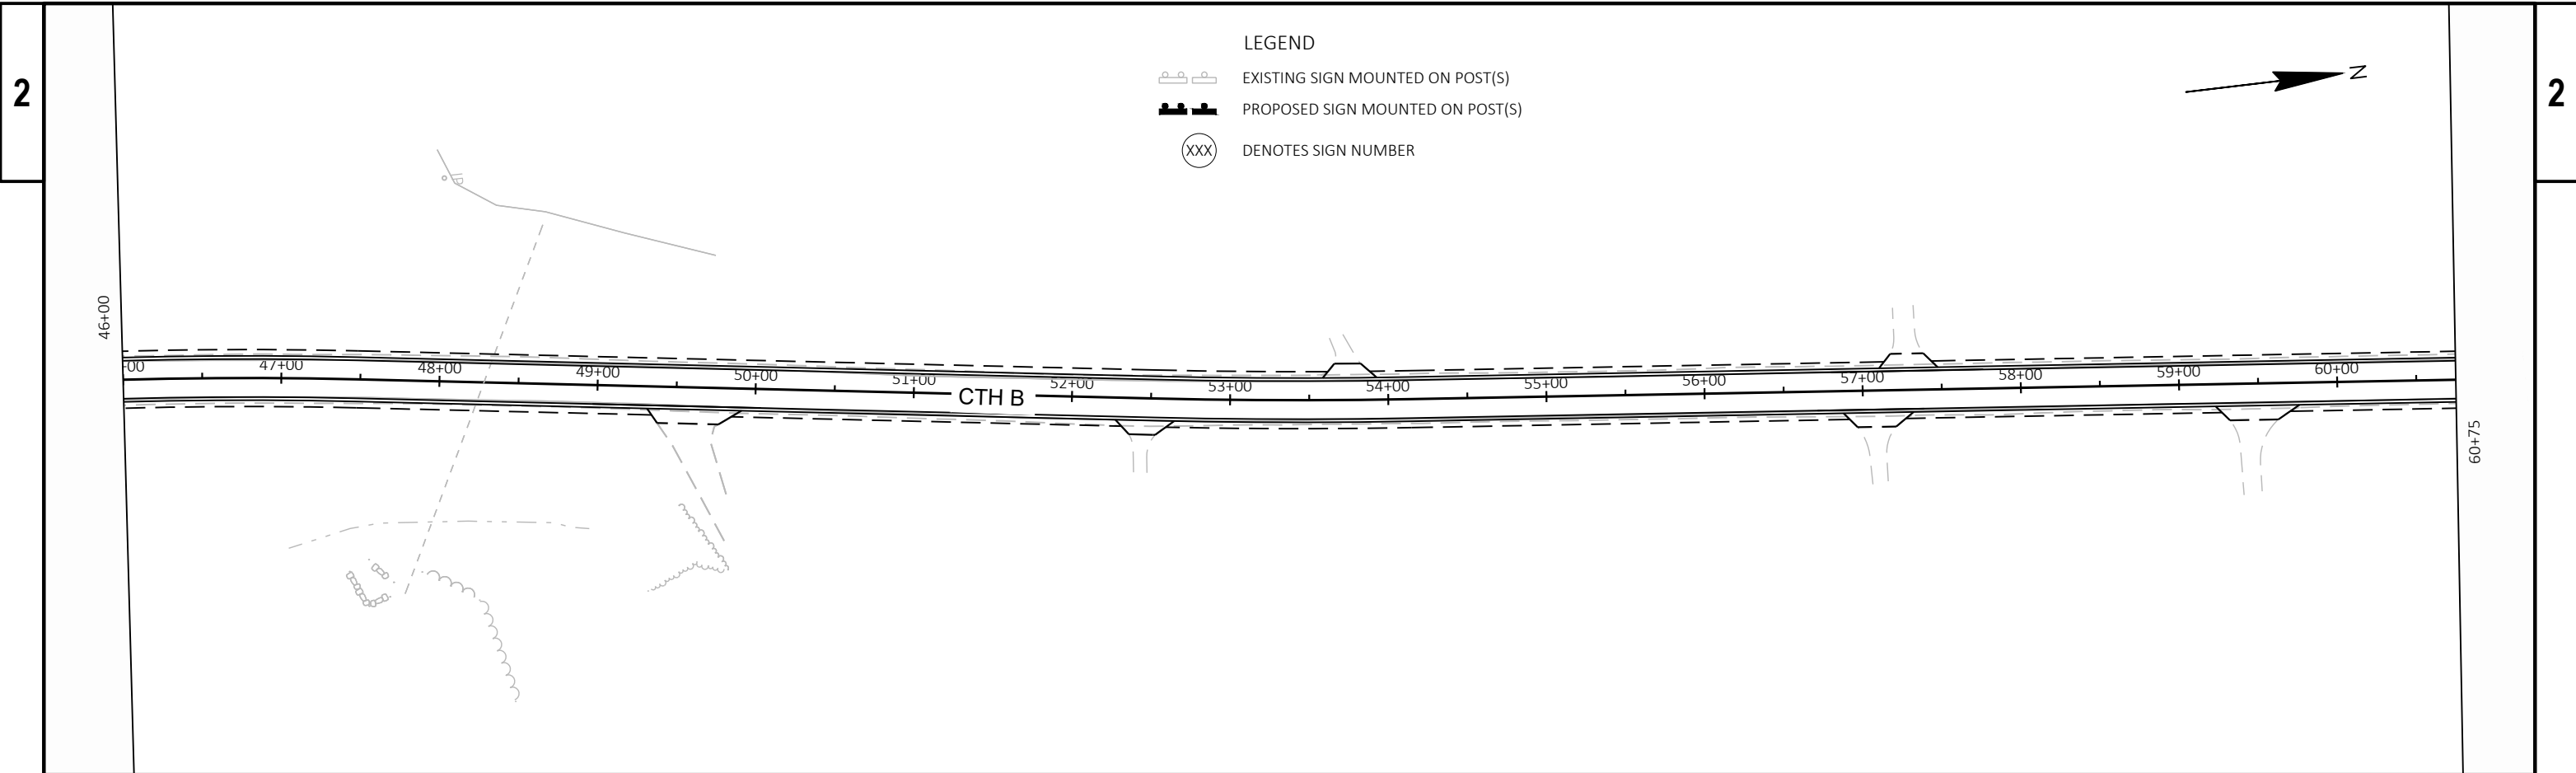 2
2
LEGEND
EXISTING SIGN MOUNTED ON POST(S)
PROPOSED SIGN MOUNTED ON POST(S)
XXX DENOTES SIGN NUMBER
N
46+00
+00 47+00 48+00 49+00 50+00 51+00 52+00 53+00 54+00 55+00 56+00 57+00 58+00 59+00 60+00
CTH B
60+75